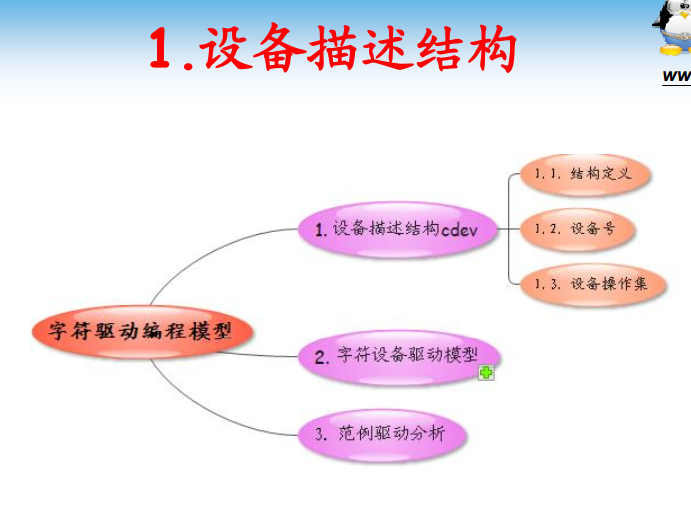 1.设备描述结构
ww
1.1. 结构定义
1.设备描述结构cdev
1.2. 设备号
1.3. 设备操作集
字符驱动编程模型
2. 字符设备驱动模型
3. 范例驱动分析